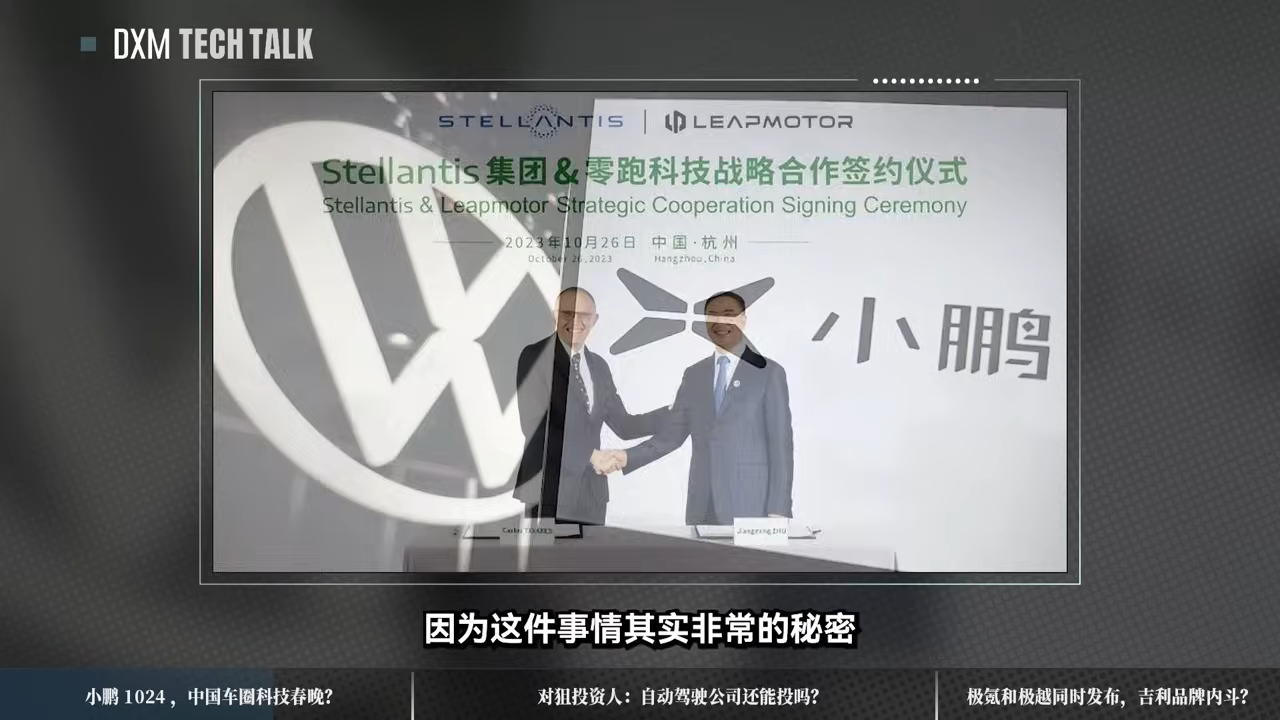 DXM TECH TALK
STELLANTIS | LEAPMOTOR
Stellantis集团&零跑科技战略合作签约仪式
Stellantis & Leapmotor Strategic Cooperation Signing Ceremony
2023年10月26日 中国·杭州
October 26,2023 Hangzhou,China
小鹏
Carlos TAVARES
Jiangming ZHU
因为这件事情其实非常的秘密
小鹏 1024 ，中国车圈科技春晚？
对狙投资人：自动驾驶公司还能投吗？
极氪和极越同时发布，吉利品牌内斗？